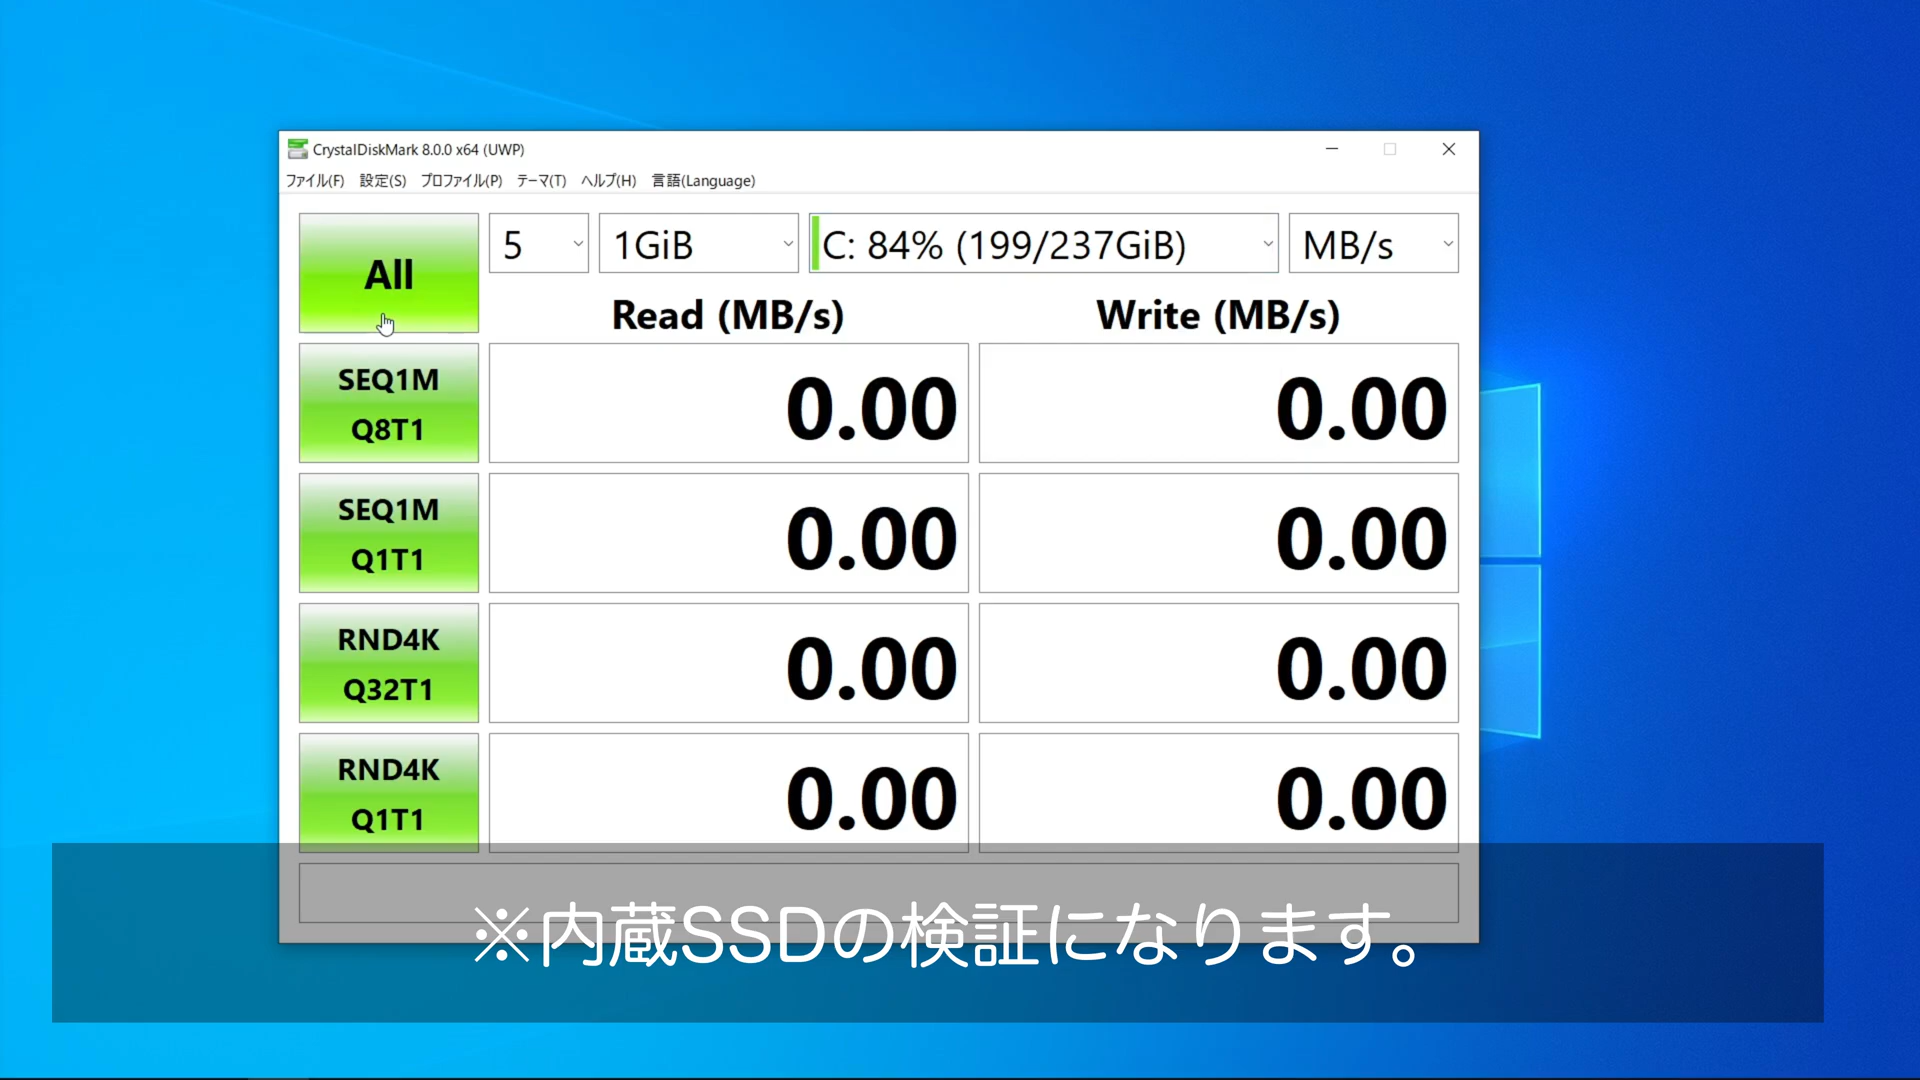 CrystalDiskMark 8.0.0 x64 (UWP)
ファイル(F) 設定(S) プロファイル(P) テーマ(T) ヘルプ(H) 言語(Language)
All 5 1GiB C: 84% (199/237GiB) MB/s
Read (MB/s) Write (MB/s)
SEQ1M
Q8T1
0.00 0.00
SEQ1M
Q1T1
0.00 0.00
RND4K
Q32T1
0.00 0.00
RND4K
Q1T1
0.00 0.00
※内蔵SSDの検証になります。